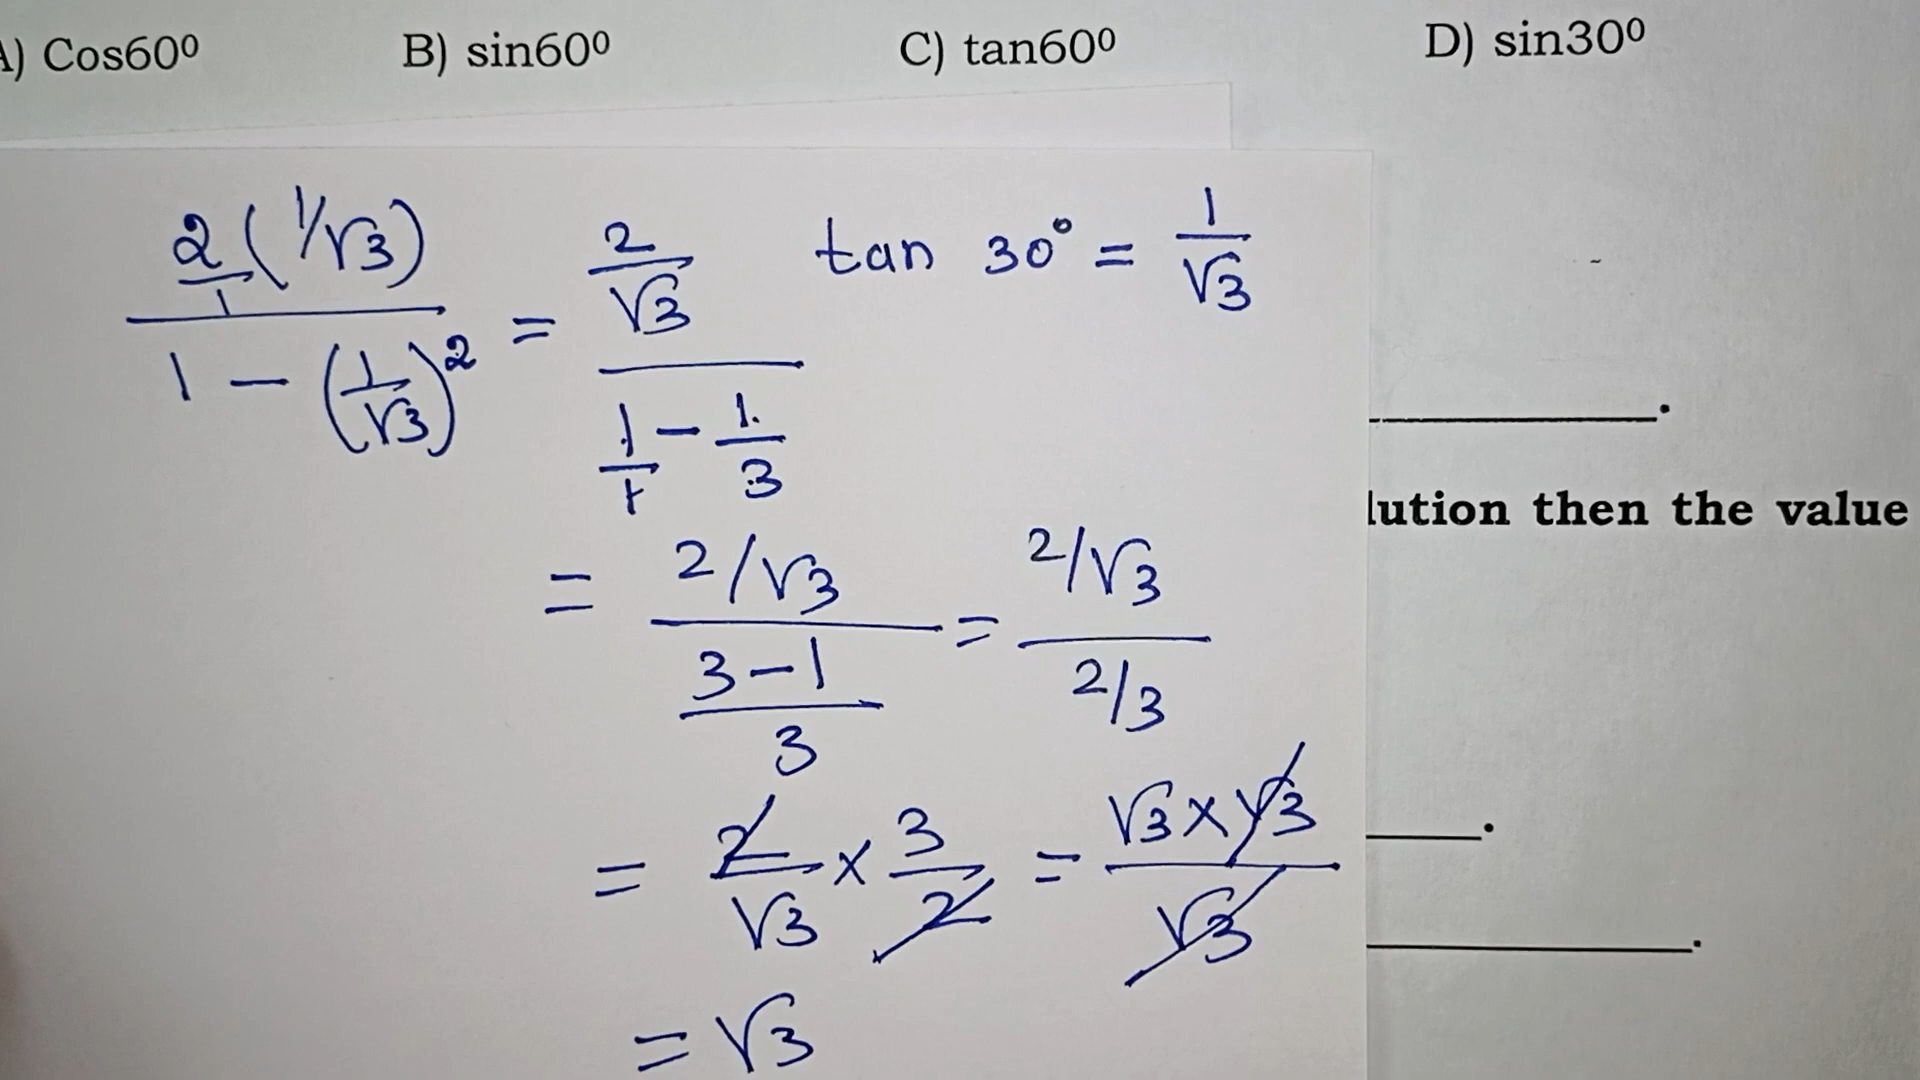 A) Cos60⁰ B) sin60⁰ C) tan60⁰ D) sin30⁰
2/1 (1/√3) / 1 - (1/√3)² = 2/√3 / 1/1 - 1/3 tan 30° = 1/√3
.
lution then the value
= 2/√3 / 3-1/3 = 2/√3 / 2/3
.
= 2/√3 x 3/2 = √3 x √3 / √3
.
= √3